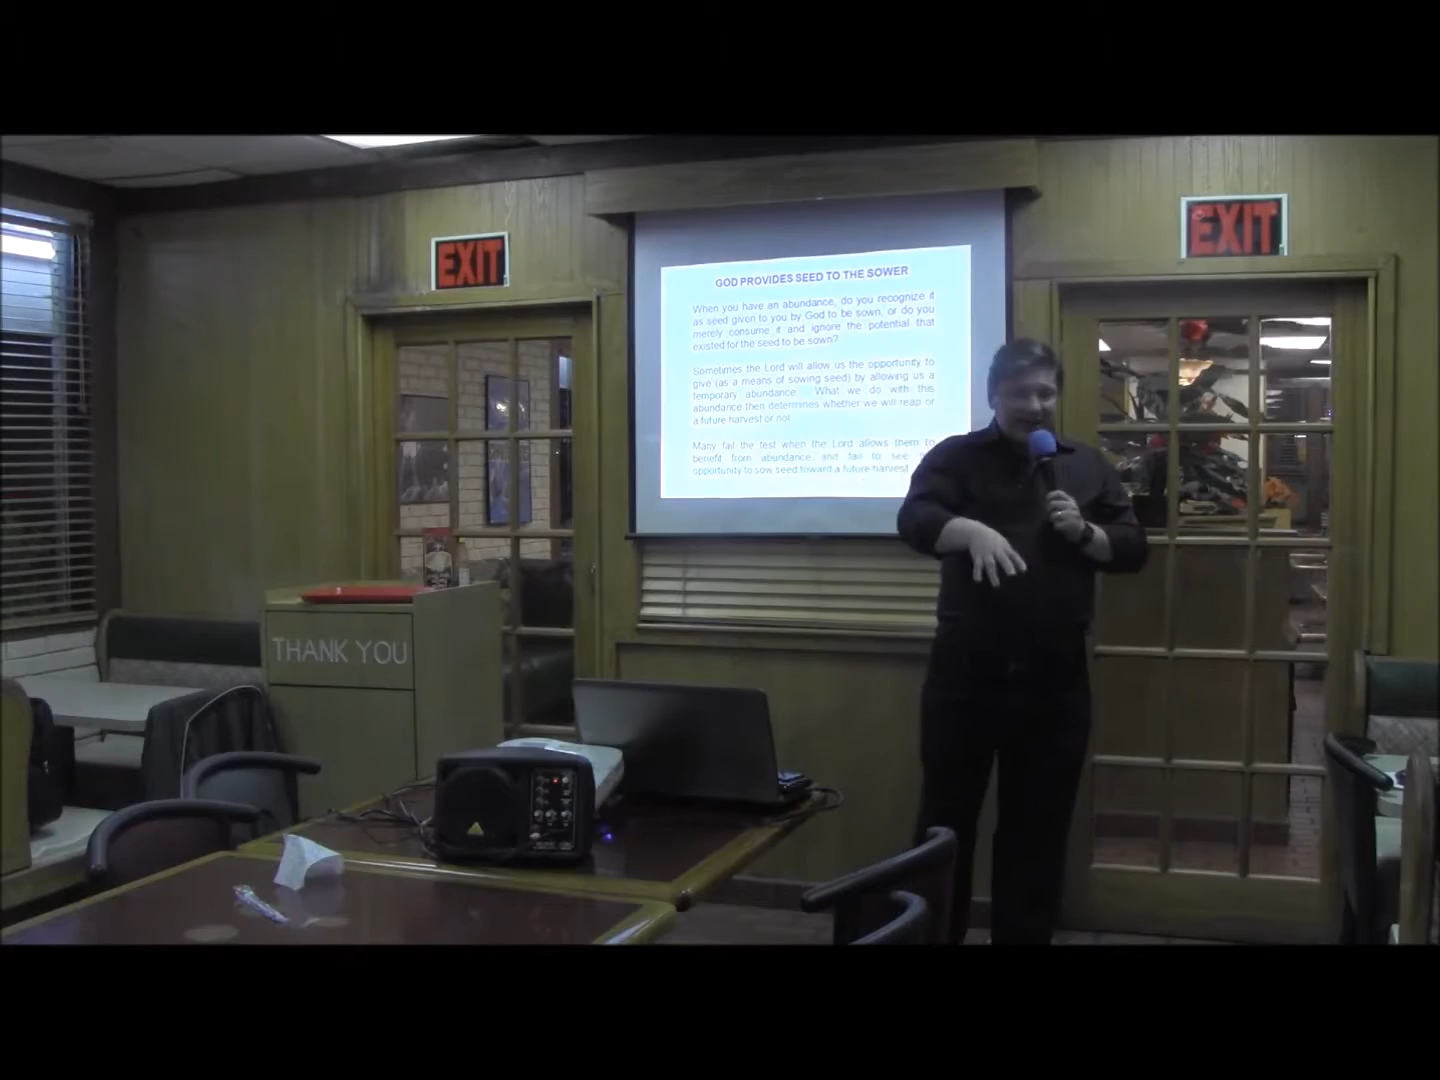 EXIT
EXIT
GOD PROVIDES SEED TO THE SOWER
When you have an abundance, do you recognize it
as seed given to you by God to be sown, or do you
merely consume it and ignore the potential that
existed for the seed to be sown?
Sometimes the Lord will allow us the opportunity to
give (as a means of sowing seed) by allowing us a
temporary abundance. What we do with this
abundance then determines whether we will reap or
a future harvest or not
Many fail the test when the Lord allows them to
benefit from abundance and fail to see
opportunity to sow seed toward a future harvest
THANK YOU